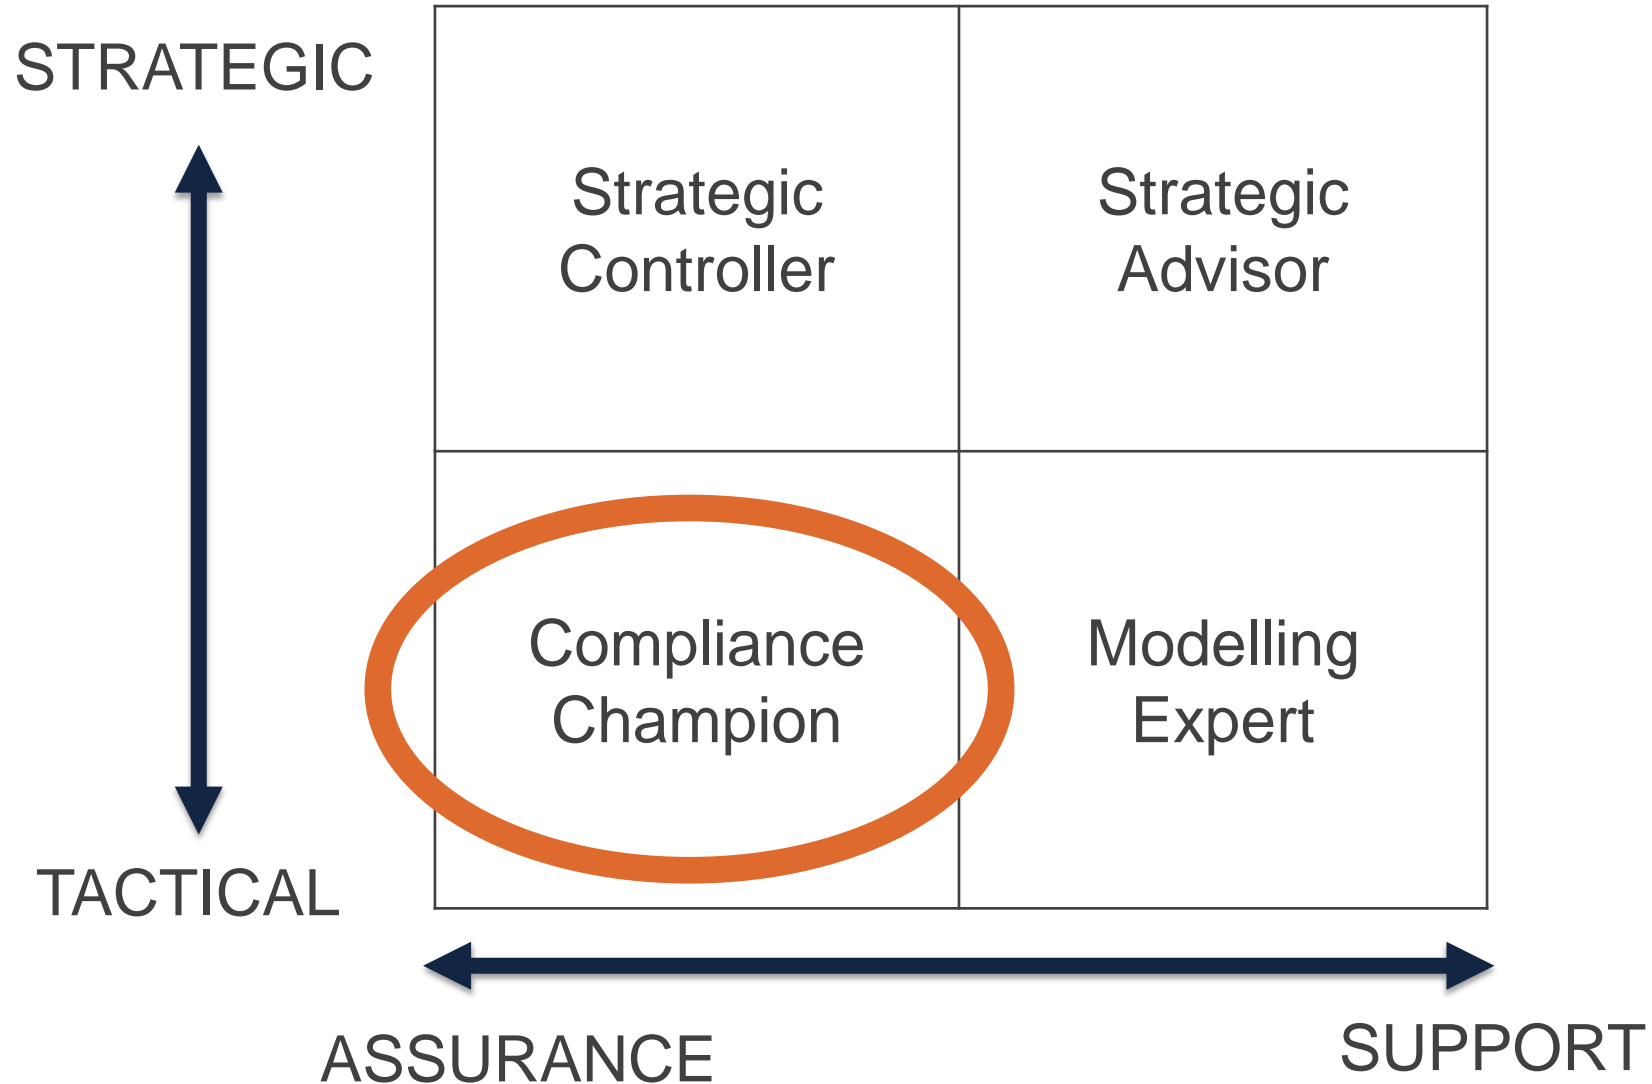 STRATEGIC
Strategic
Controller
Strategic
Advisor
Compliance
Champion
Modelling
Expert
TACTICAL
ASSURANCE
SUPPORT